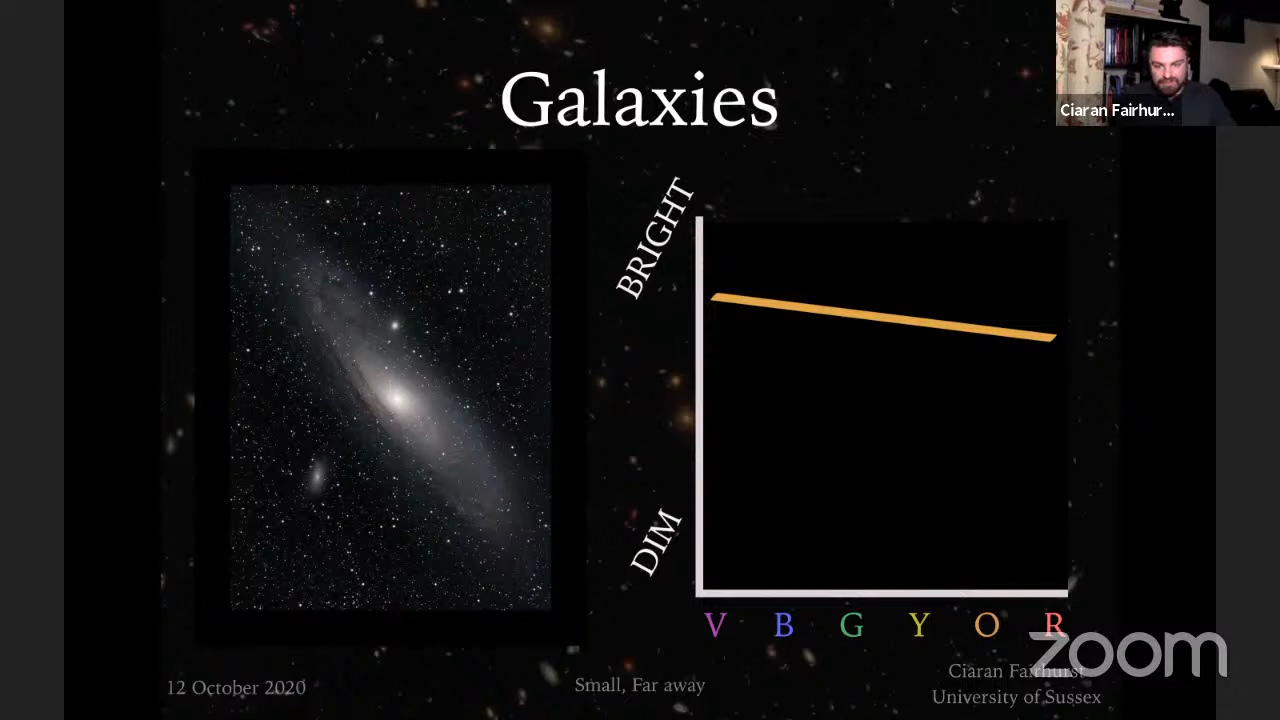 Galaxies
Ciaran Fairhur...
BRIGHT
DIM
V B G Y O R
zoom
12 October 2020
Small, Far away
Ciaran Fairhurst
University of Sussex